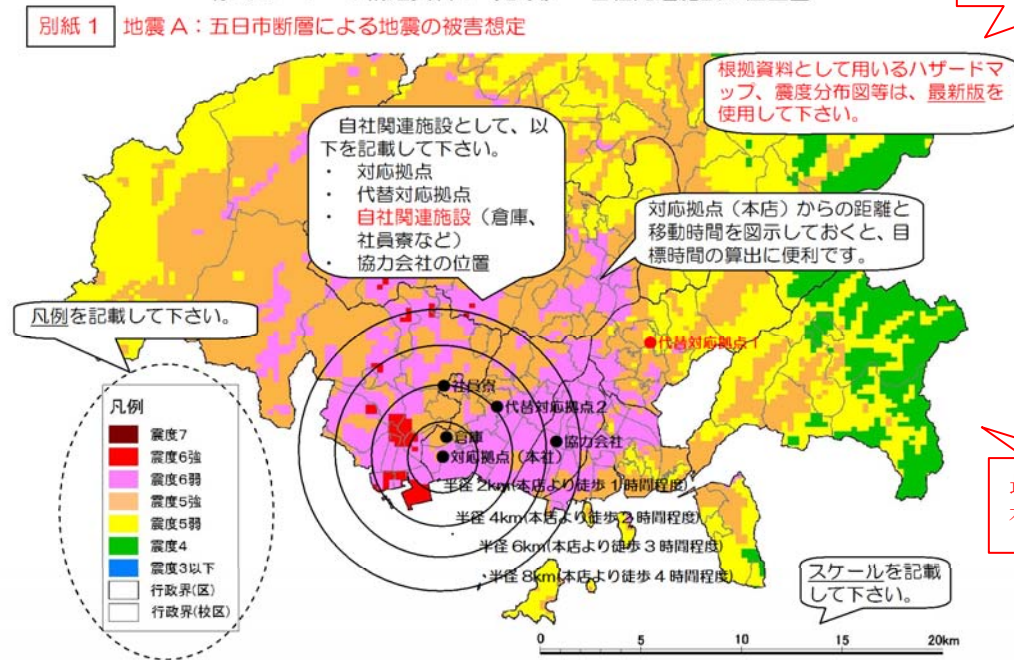 別紙1 地震A:五日市断層による地震の被害想定
根拠資料として用いるハザードマ
ップ、震度分布図等は、最新版を
使用して下さい。
自社関連施設として、以
下を記載して下さい。
・ 対応拠点
・ 代替対応拠点
・ 自社関連施設(倉庫、
社員寮など)
・ 協力会社の位置
対応拠点(本店)からの距離と
移動時間を図示しておくと、目
標時間の算出に便利です。
凡例を記載して下さい。
代替対応拠点1
社員寮
代替対応拠点2
倉庫
協力会社
対応拠点(本社)
半径2km(本店より徒歩1時間程度)
半径4km(本店より徒歩2時間程度)
半径6km(本店より徒歩3時間程度)
半径8km(本店より徒歩4時間程度)
凡例
震度7
震度6強
震度6弱
震度5強
震度5弱
震度4
震度3以下
行政界(区)
行政界(校区)
スケールを記載
して下さい。
0 5 10 15 20km